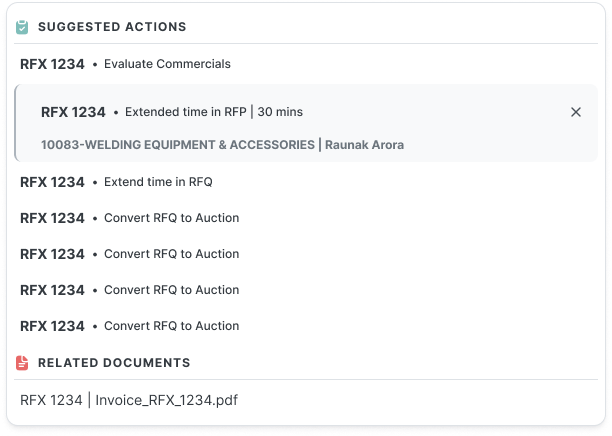 SUGGESTED ACTIONS
RFX 1234 • Evaluate Commercials
RFX 1234 • Extended time in RFP | 30 mins
10083-WELDING EQUIPMENT & ACCESSORIES | Raunak Arora
RFX 1234 • Extend time in RFQ
RFX 1234 • Convert RFQ to Auction
RFX 1234 • Convert RFQ to Auction
RFX 1234 • Convert RFQ to Auction
RFX 1234 • Convert RFQ to Auction
RELATED DOCUMENTS
RFX 1234 | Invoice_RFX_1234.pdf